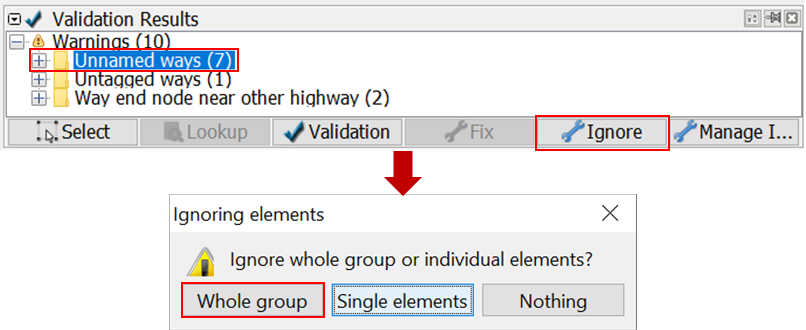 Validation Results
Warnings (10)
Unnamed ways (7)
Untagged ways (1)
Way end node near other highway (2)
Select Lookup Validation Fix Ignore Manage I...
Ignoring elements
Ignore whole group or individual elements?
Whole group Single elements Nothing